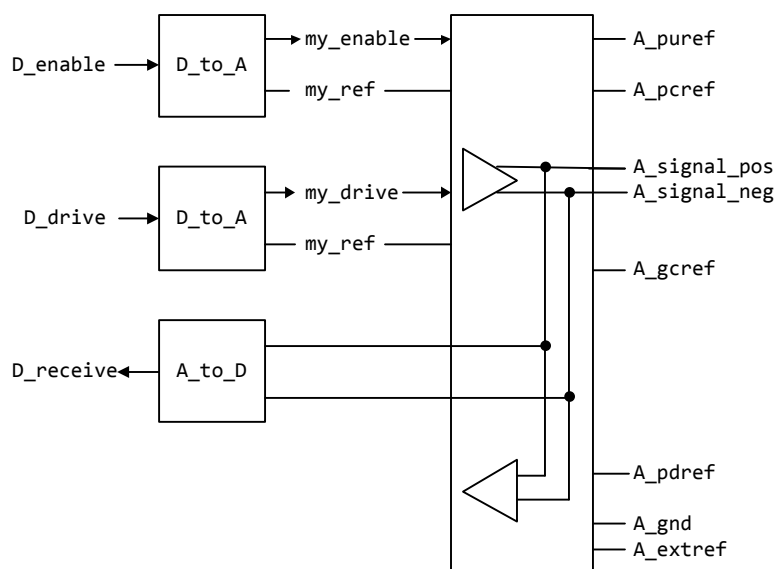 my_enable
A_puref
D_enable
D_to_A
my_ref
A_pcref
A_signal_pos
my_drive
A_signal_neg
D_drive
D_to_A
my_ref
A_gcref
D_receive
A_to_D
A_pdref
A_gnd
A_extref